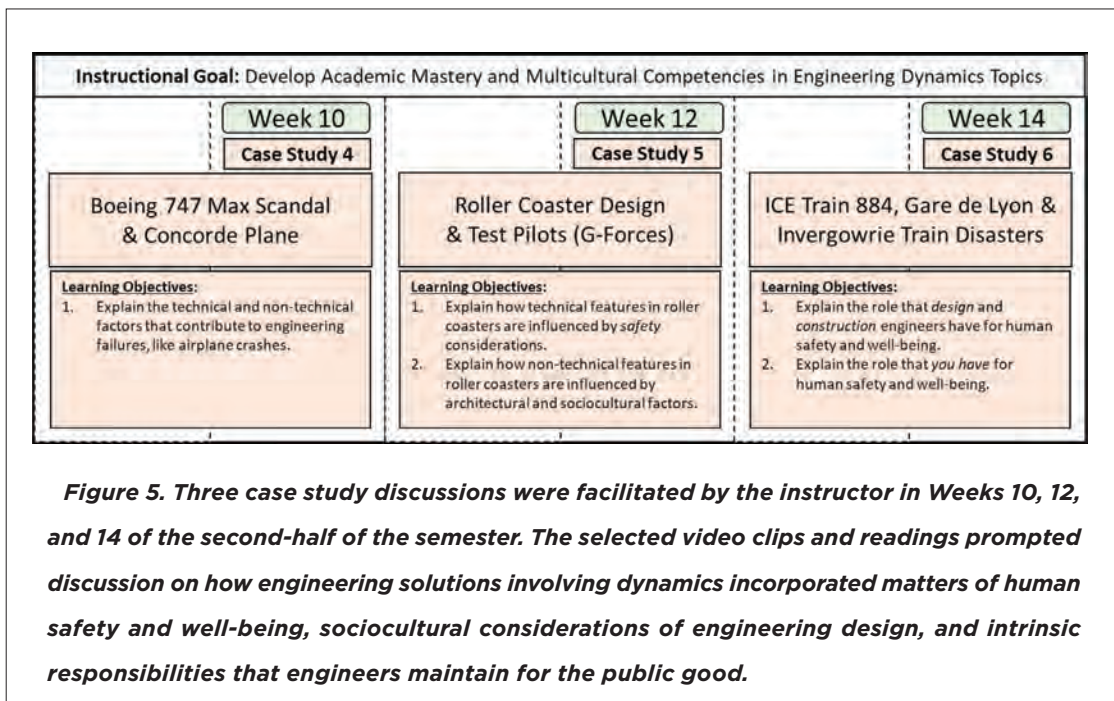 Instructional Goal: Develop Academic Mastery and Multicultural Competencies in Engineering Dynamics Topics
Week 10
Case Study 4
Boeing 747 Max Scandal
& Concorde Plane
Learning Objectives:
1. Explain the technical and non-technical
factors that contribute to engineering
failures, like airplane crashes.
Week 12
Case Study 5
Roller Coaster Design
& Test Pilots (G-Forces)
Learning Objectives:
1. Explain how technical features in roller
coasters are influenced by safety
considerations.
2. Explain how non-technical features in
roller coasters are influenced by
architectural and sociocultural factors.
Week 14
Case Study 6
ICE Train 884, Gare de Lyon &
Invergowrie Train Disasters
Learning Objectives:
1. Explain the role that design and
construction engineers have for human
safety and well-being.
2. Explain the role that you have for
human safety and well-being.
Figure 5. Three case study discussions were facilitated by the instructor in Weeks 10, 12,
and 14 of the second-half of the semester. The selected video clips and readings prompted
discussion on how engineering solutions involving dynamics incorporated matters of human
safety and well-being, sociocultural considerations of engineering design, and intrinsic
responsibilities that engineers maintain for the public good.